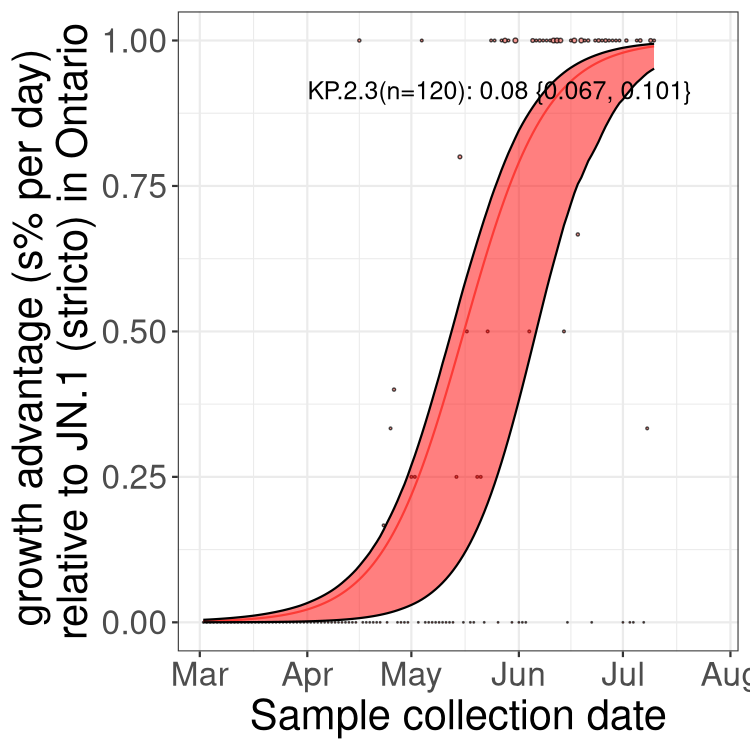 growth advantage (s% per day)
relative to JN.1 (stricto) in Ontario
1.00
0.75
0.50
0.25
0.00
KP.2.3(n=120): 0.08 {0.067, 0.101}
Mar Apr May Jun Jul Aug
Sample collection date